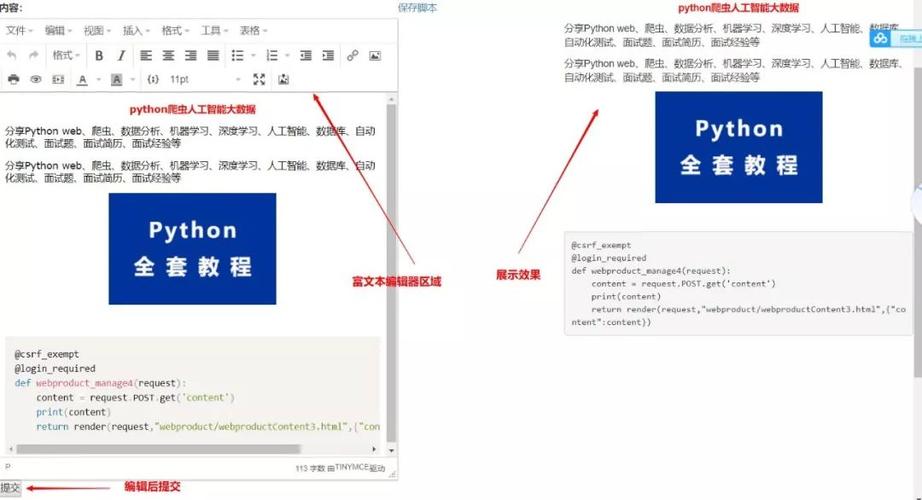 内容:
保存脚本
文件 编辑 视图 插入 格式 工具 表格
格式 B I
A A {;} 11pt
python爬虫人工智能大数据
分享Python web、爬虫、数据分析、机器学习、深度学习、人工智能、数据库、自动
化测试、面试题、面试简历、面试经验等
分享Python web、爬虫、数据分析、机器学习、深度学习、人工智能、数据库、自动
化测试、面试题、面试简历、面试经验等
Python
全套教程
@csrf_exempt
@login_required
def webproduct_manage4(request):
content = request.POST.get('content')
print(content)
return render(request,"webproduct/webproductContent3.html",{"con
P
113 字数 由TINYMCE驱动
提交
编辑后提交
富文本编辑器区域
展示效果
python爬虫人工智能大数据
分享Python web、爬虫、数据分析、机器学习、深度学习、人工智能、数据库、
自动化测试、面试题、面试简历、面试经验等
分享Python web、爬虫、数据分析、机器学习、深度学习、人工智能、数据库、
自动化测试、面试题、面试简历、面试经验等
Python
全套教程
@csrf_exempt
@login_required
def webproduct_manage4(request):
content = request.POST.get('content')
print(content)
return render(request,"webproduct/webproductContent3.html",{"co
ntent":content})